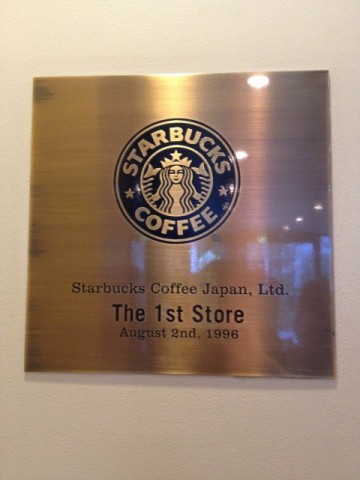 STARBUCKS
COFFEE
Starbucks Coffee Japan, Ltd.
The 1st Store
August 2nd, 1996